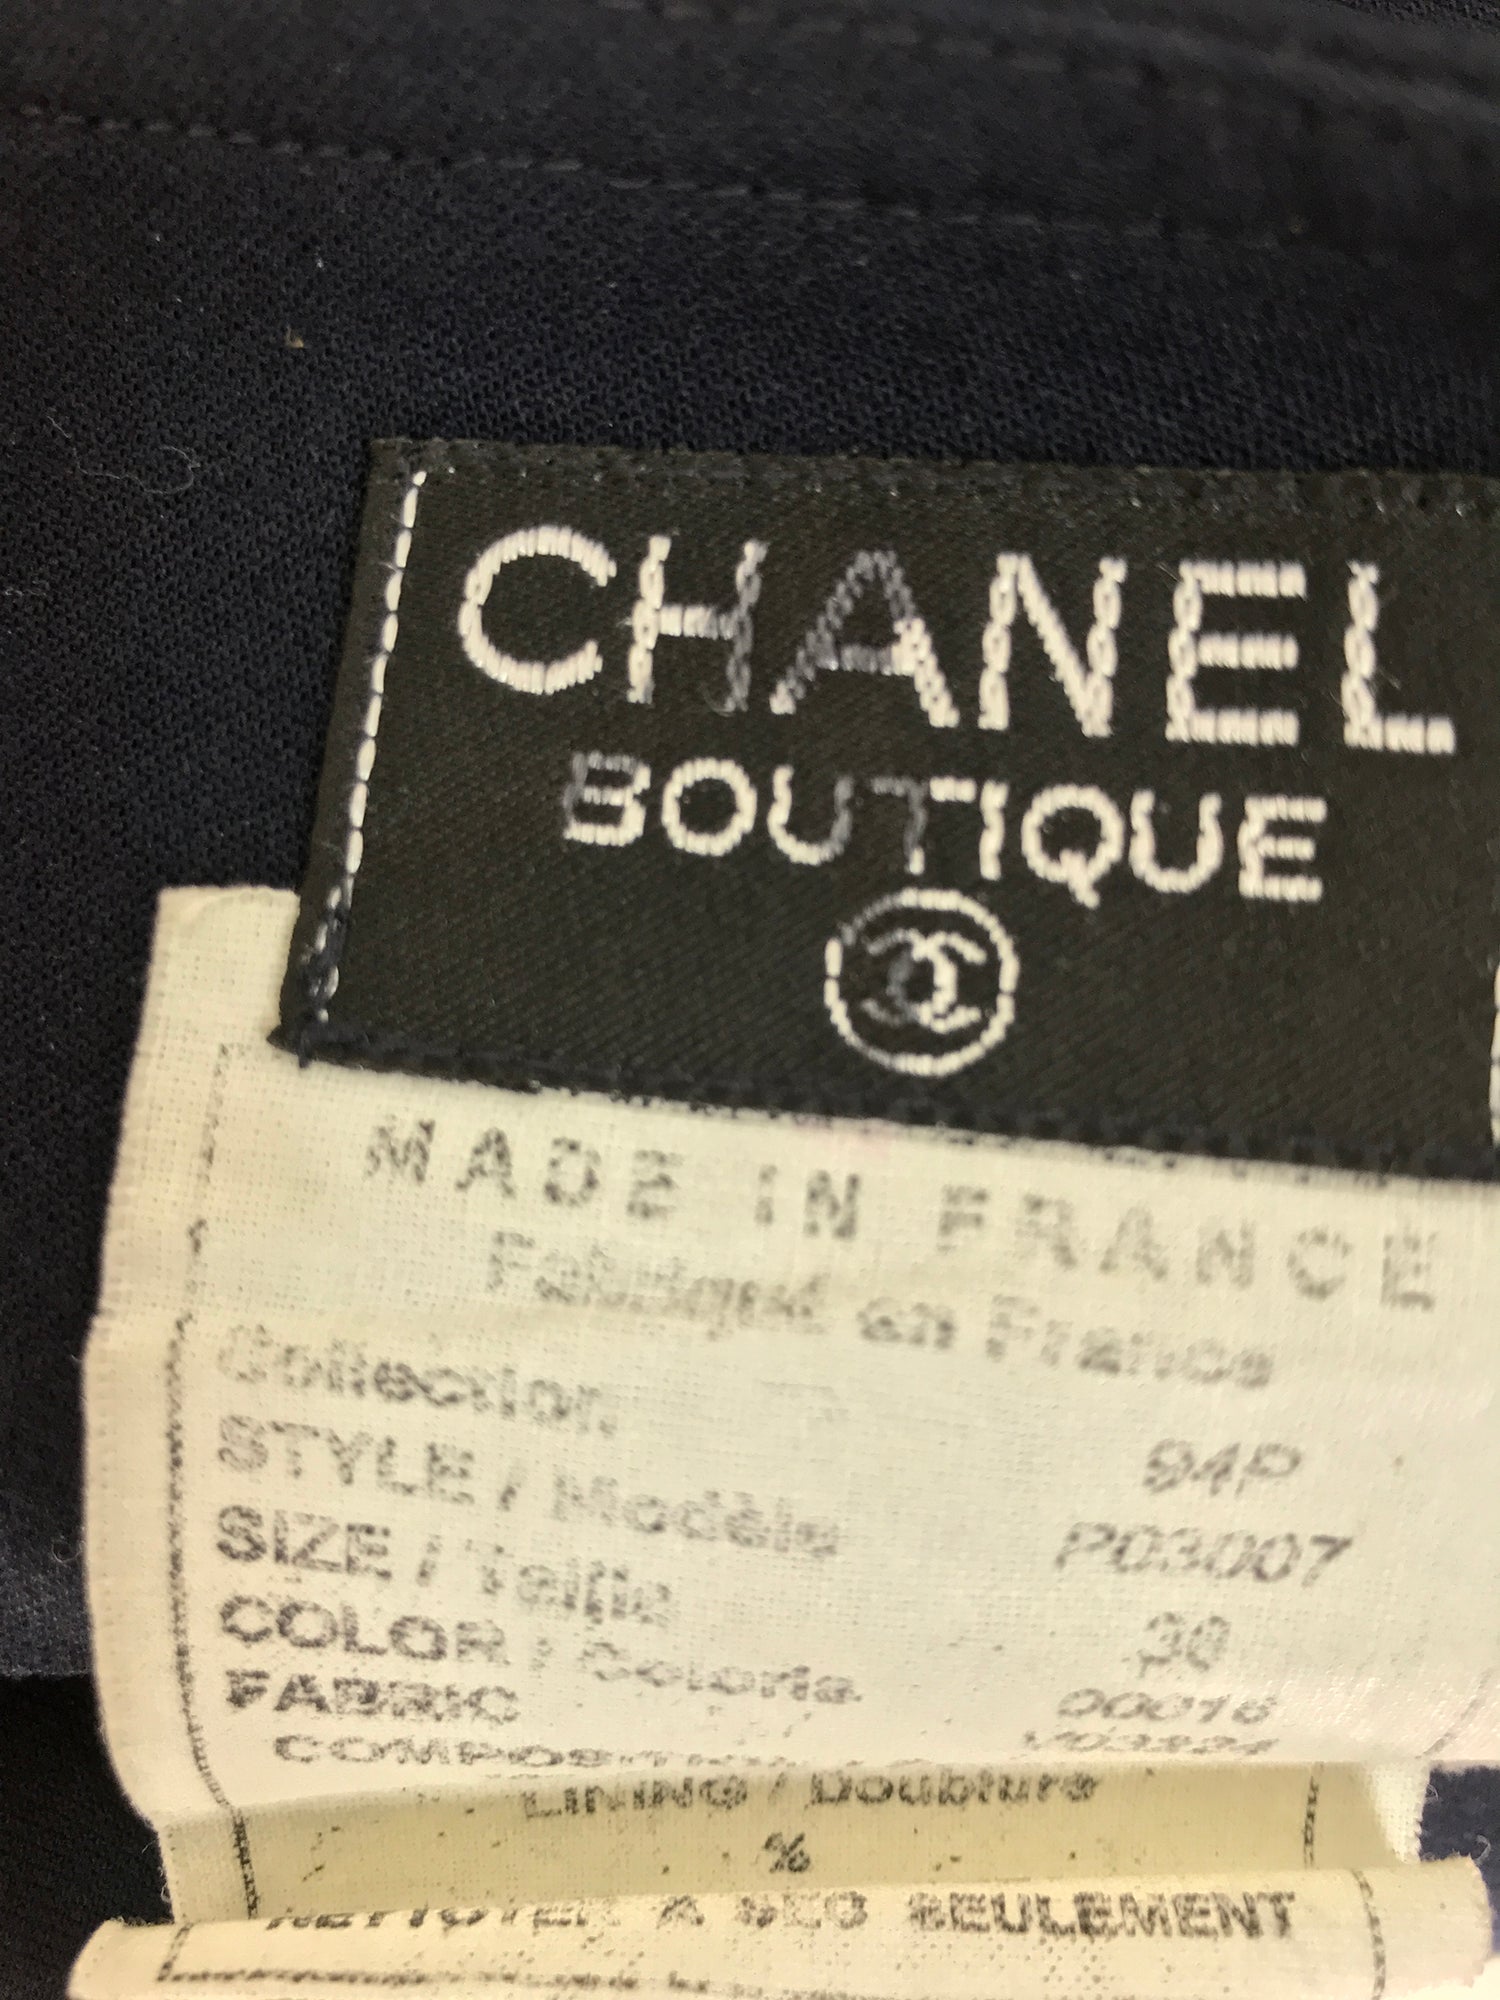 CHANEL
BOUTIQUE
MADE IN FRANCE
Fabriqué en France
Collection 94P
STYLE / Modèle P03007
SIZE / Taille 38
COLOR / Coloris 00016
FABRIC V03224
LINING / Doublure
%
NETTOYER A SEC SEULEMENT